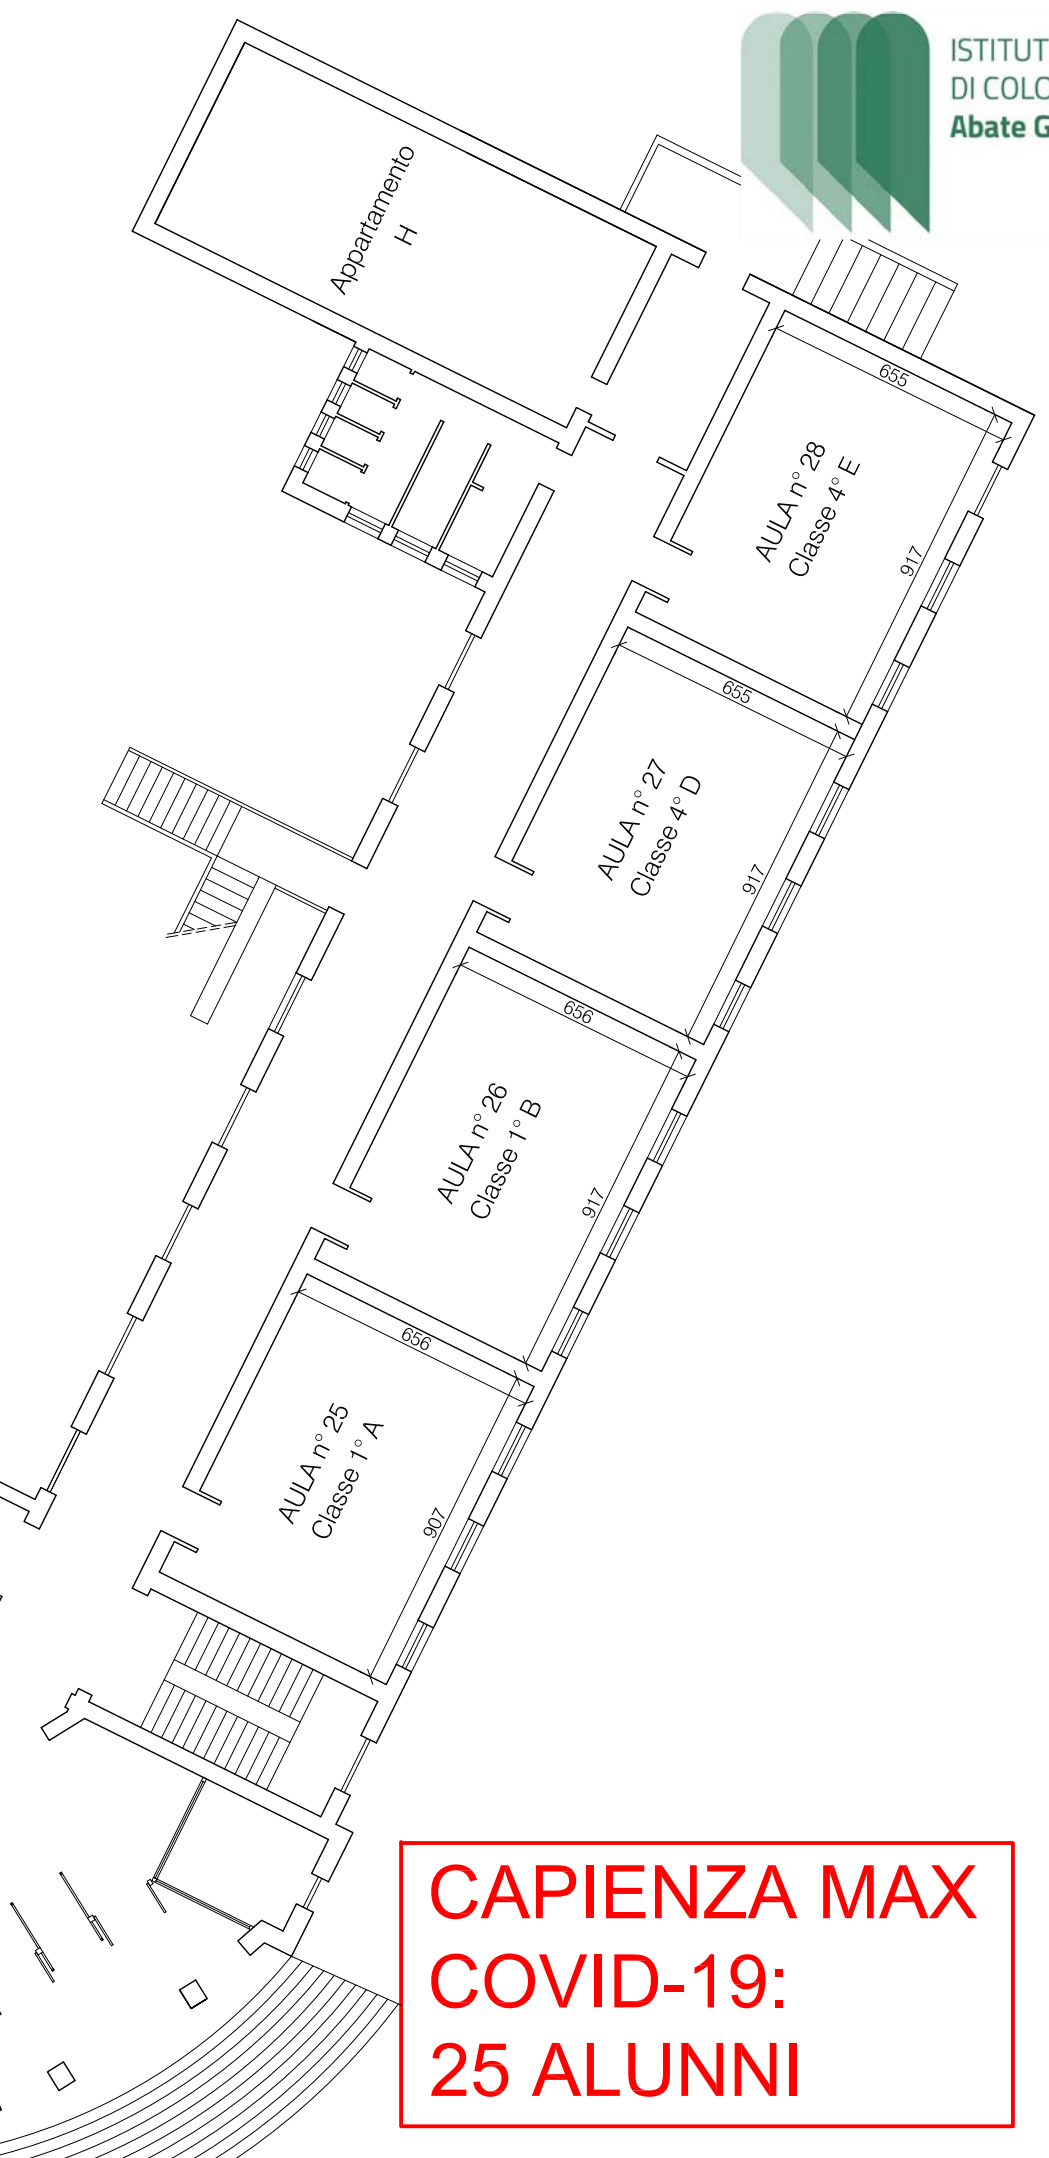 ISTITUT
DI COLO
Abate G
Appartamento
H
655
AULA n° 28
Classe 4° E
917
655
AULA n° 27
Classe 4° D
917
656
AULA n° 26
Classe 1° B
917
656
AULA n° 25
Classe 1° A
907
CAPIENZA MAX
COVID-19:
25 ALUNNI